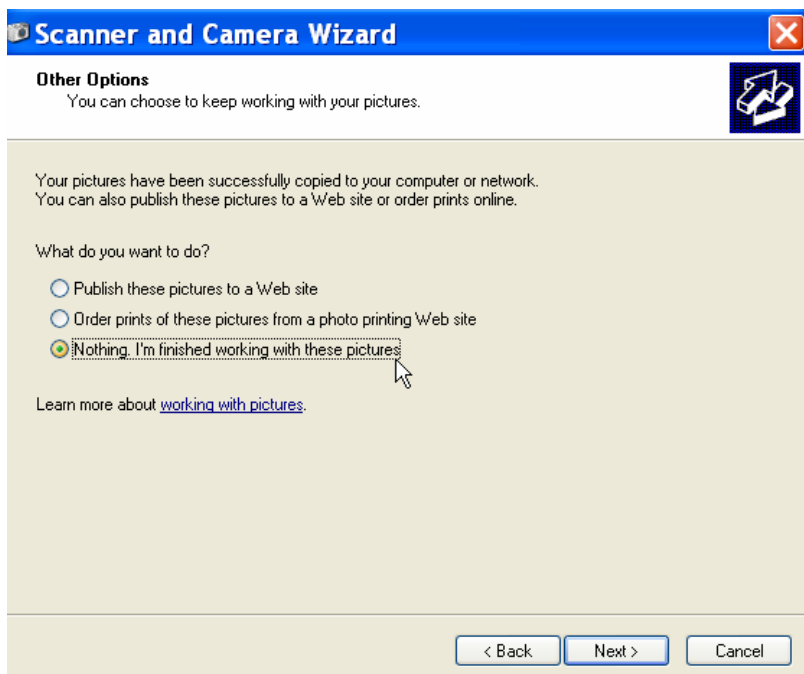 Scanner and Camera Wizard
Other Options
You can choose to keep working with your pictures.
Your pictures have been successfully copied to your computer or network.
You can also publish these pictures to a Web site or order prints online.
What do you want to do?
Publish these pictures to a Web site
Order prints of these pictures from a photo printing Web site
Nothing. I'm finished working with these pictures
Learn more about working with pictures.
< Back Next > Cancel